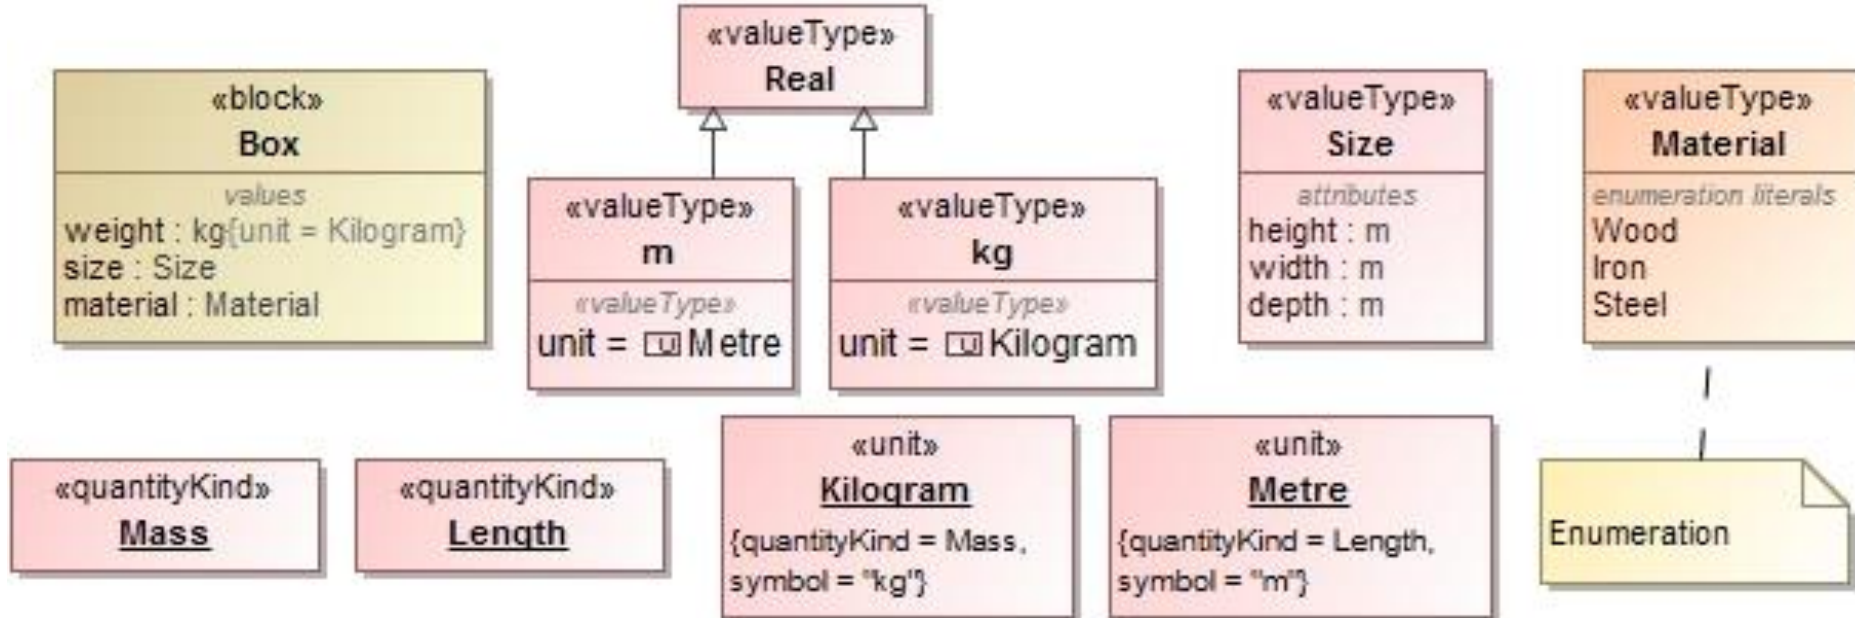 «block»
Box
values
weight : kg{unit = Kilogram}
size : Size
material : Material
«valueType»
Real
«valueType»
m
«valueType»
unit = Metre
«valueType»
kg
«valueType»
unit = Kilogram
«valueType»
Size
attributes
height : m
width : m
depth : m
«valueType»
Material
enumeration literals
Wood
Iron
Steel
«quantityKind»
Mass
«quantityKind»
Length
«unit»
Kilogram
{quantityKind = Mass,
symbol = "kg"}
«unit»
Metre
{quantityKind = Length,
symbol = "m"}
Enumeration